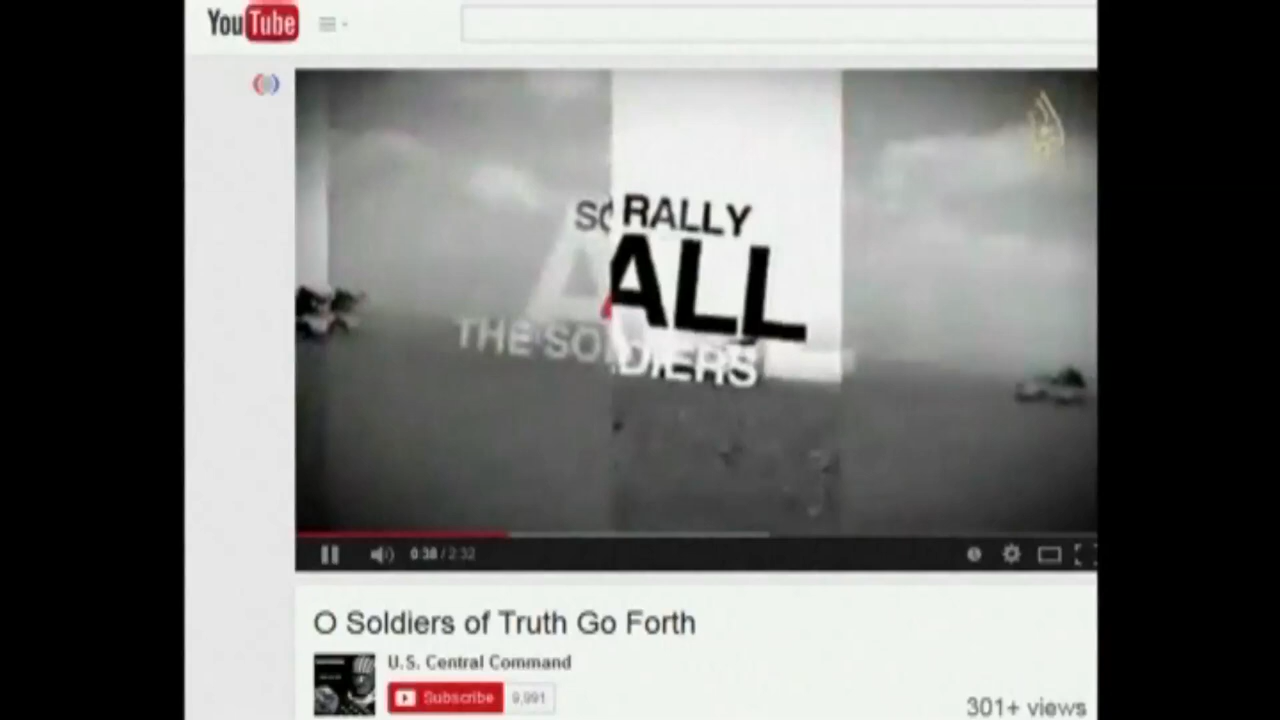 YouTube
SO RALLY
ALL
THE SOLDIERS
0:38 / 2:32
O Soldiers of Truth Go Forth
U.S. Central Command
Subscribe 9,991
301+ views